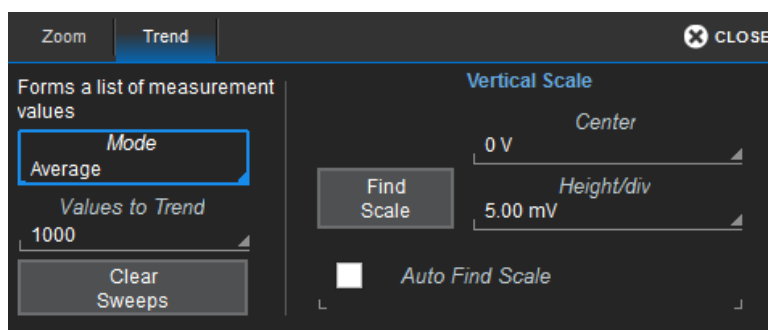 Zoom
Trend
CLOSE
Forms a list of measurement
values
Mode
Average
Values to Trend
1000
Clear
Sweeps
Vertical Scale
Center
0 V
Find
Scale
Height/div
5.00 mV
Auto Find Scale